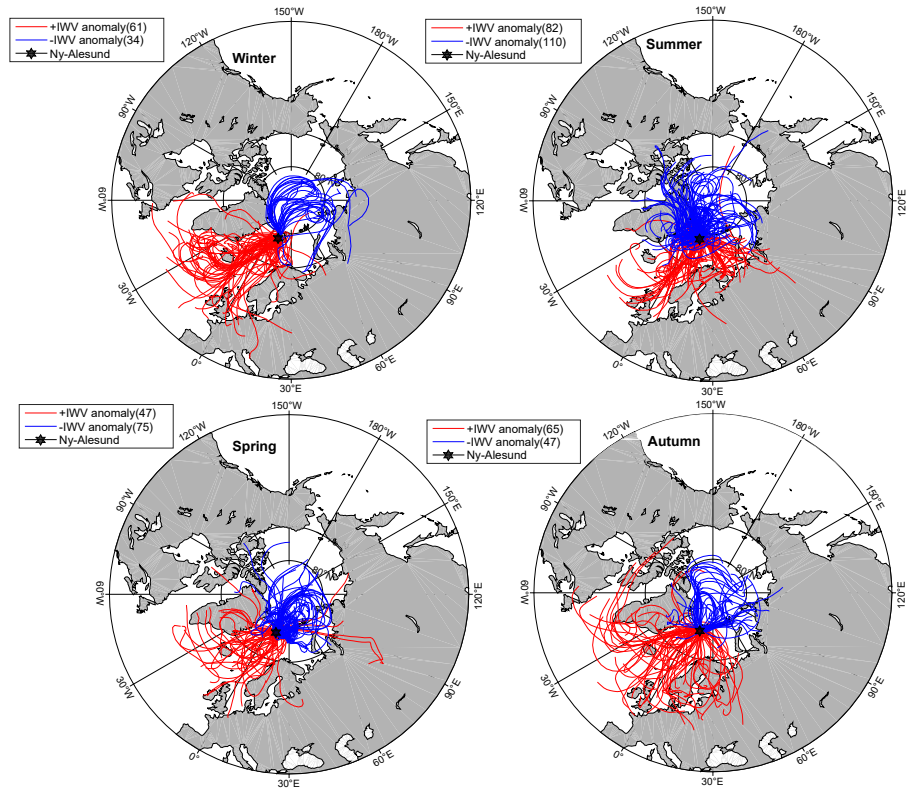 +IWV anomaly(61)
-IWV anomaly(34)
Ny-Alesund
Winter
150°W
180°W
150°E
120°E
90°E
60°E
30°E
0°
30°W
60°W
90°W
120°W
80°N
+IWV anomaly(82)
-IWV anomaly(110)
Ny-Alesund
Summer
150°W
180°W
150°E
120°E
90°E
60°E
30°E
0°
30°W
60°W
90°W
120°W
+IWV anomaly(47)
-IWV anomaly(75)
Ny-Alesund
Spring
150°W
180°W
150°E
120°E
90°E
60°E
30°E
0°
30°W
60°W
90°W
120°W
80°N
+IWV anomaly(65)
-IWV anomaly(47)
Ny-Alesund
Autumn
150°W
180°W
150°E
120°E
90°E
60°E
30°E
0°
30°W
60°W
90°W
120°W
80°N